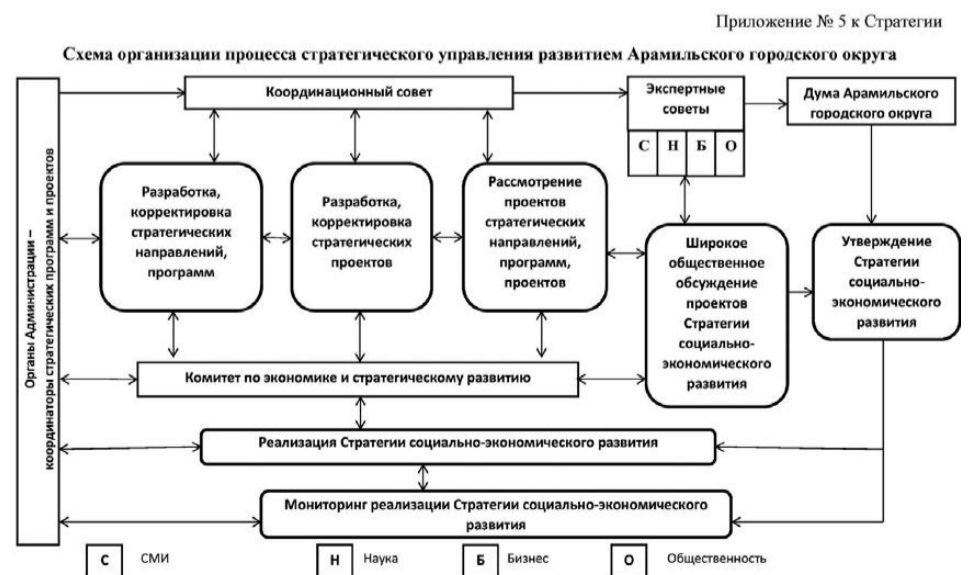 Приложение № 5 к Стратегии
Схема организации процесса стратегического управления развитием Арамильского городского округа
Органы Администрации –
координаторы стратегических программ и проектов
Координационный совет
Экспертные
советы
С Н Б О
Дума Арамильского
городского округа
Разработка,
корректировка
стратегических
направлений,
программ
Разработка,
корректировка
стратегических
проектов
Рассмотрение
проектов
стратегических
направлений,
программ,
проектов
Широкое
общественное
обсуждение
проектов
Стратегии
социально-
экономического
развития
Утверждение
Стратегии
социально-
экономического
развития
Комитет по экономике и стратегическому развитию
Реализация Стратегии социально-экономического развития
Мониторинг реализации Стратегии социально-экономического
развития
С СМИ Н Наука Б Бизнес О Общественность